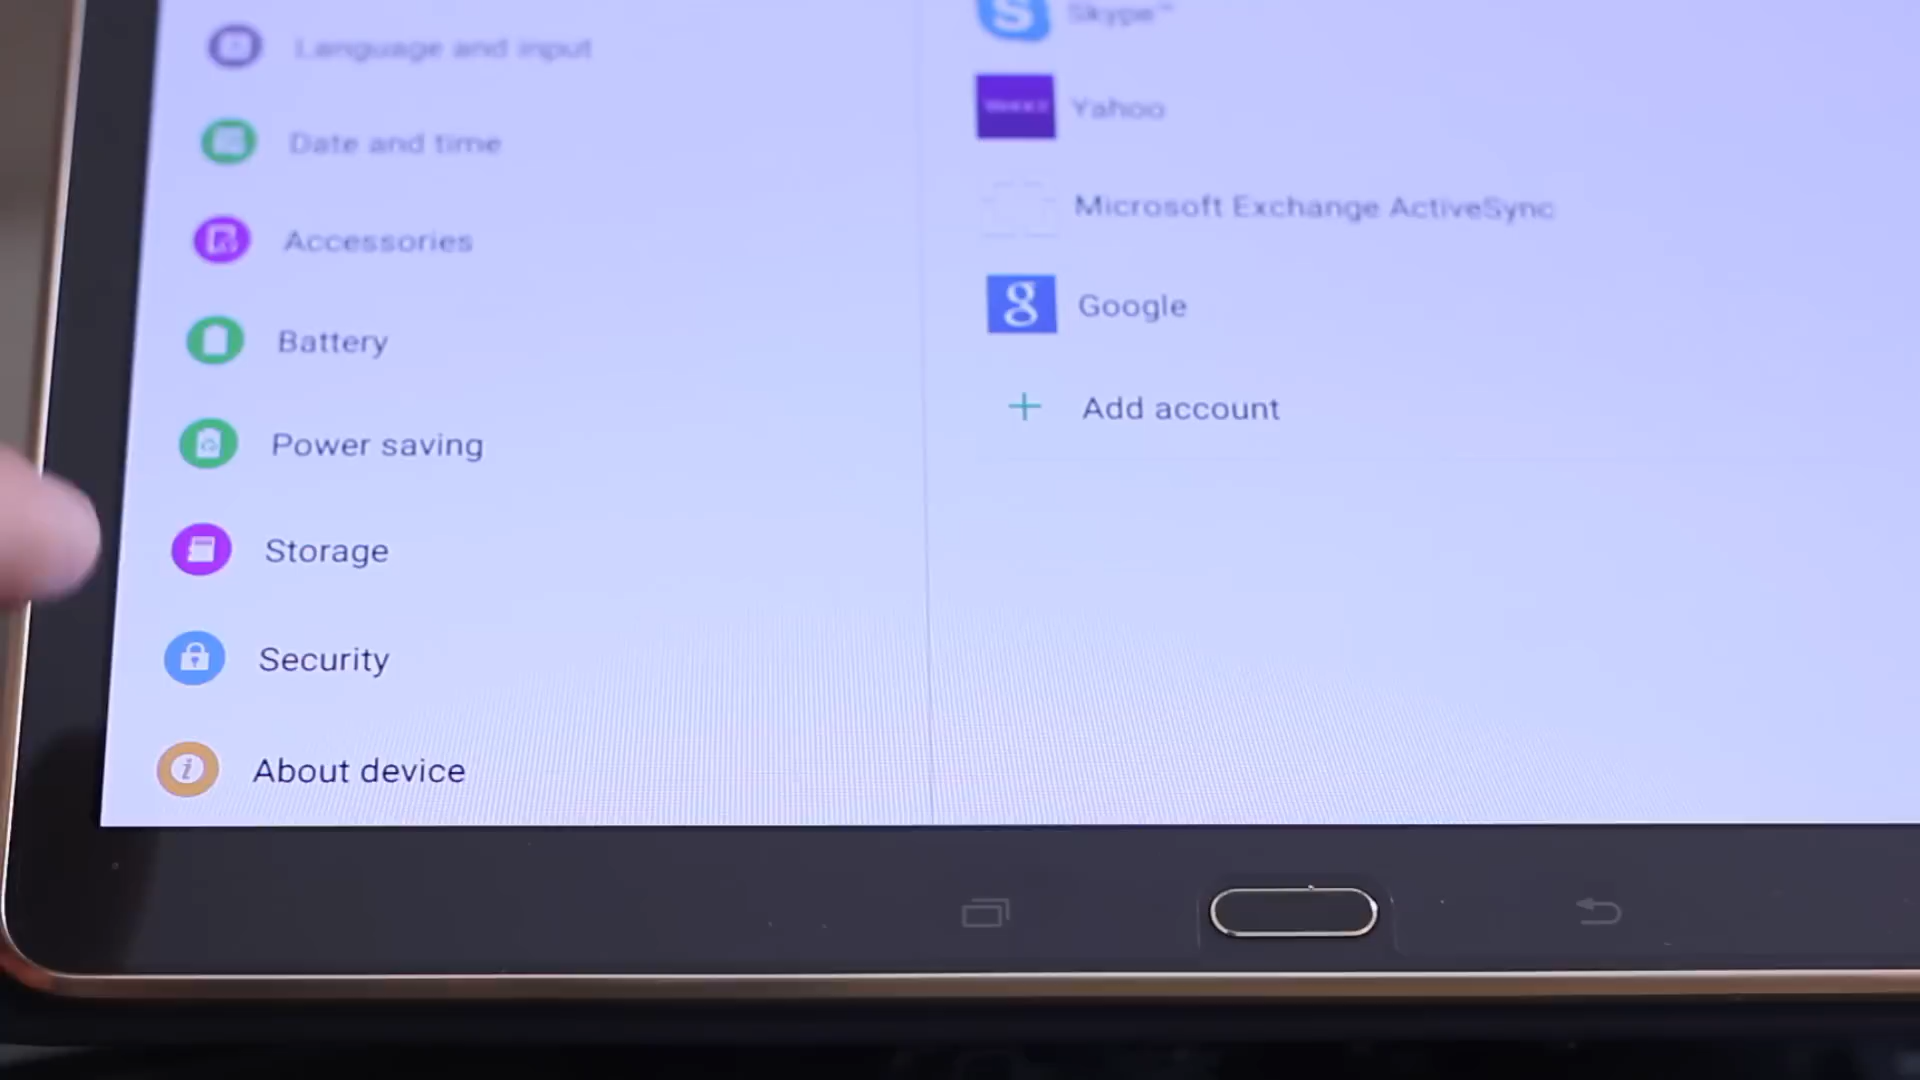 Language and input
Date and time
Accessories
Battery
Power saving
Storage
Security
About device
Skype™
Yahoo
Microsoft Exchange ActiveSync
Google
Add account